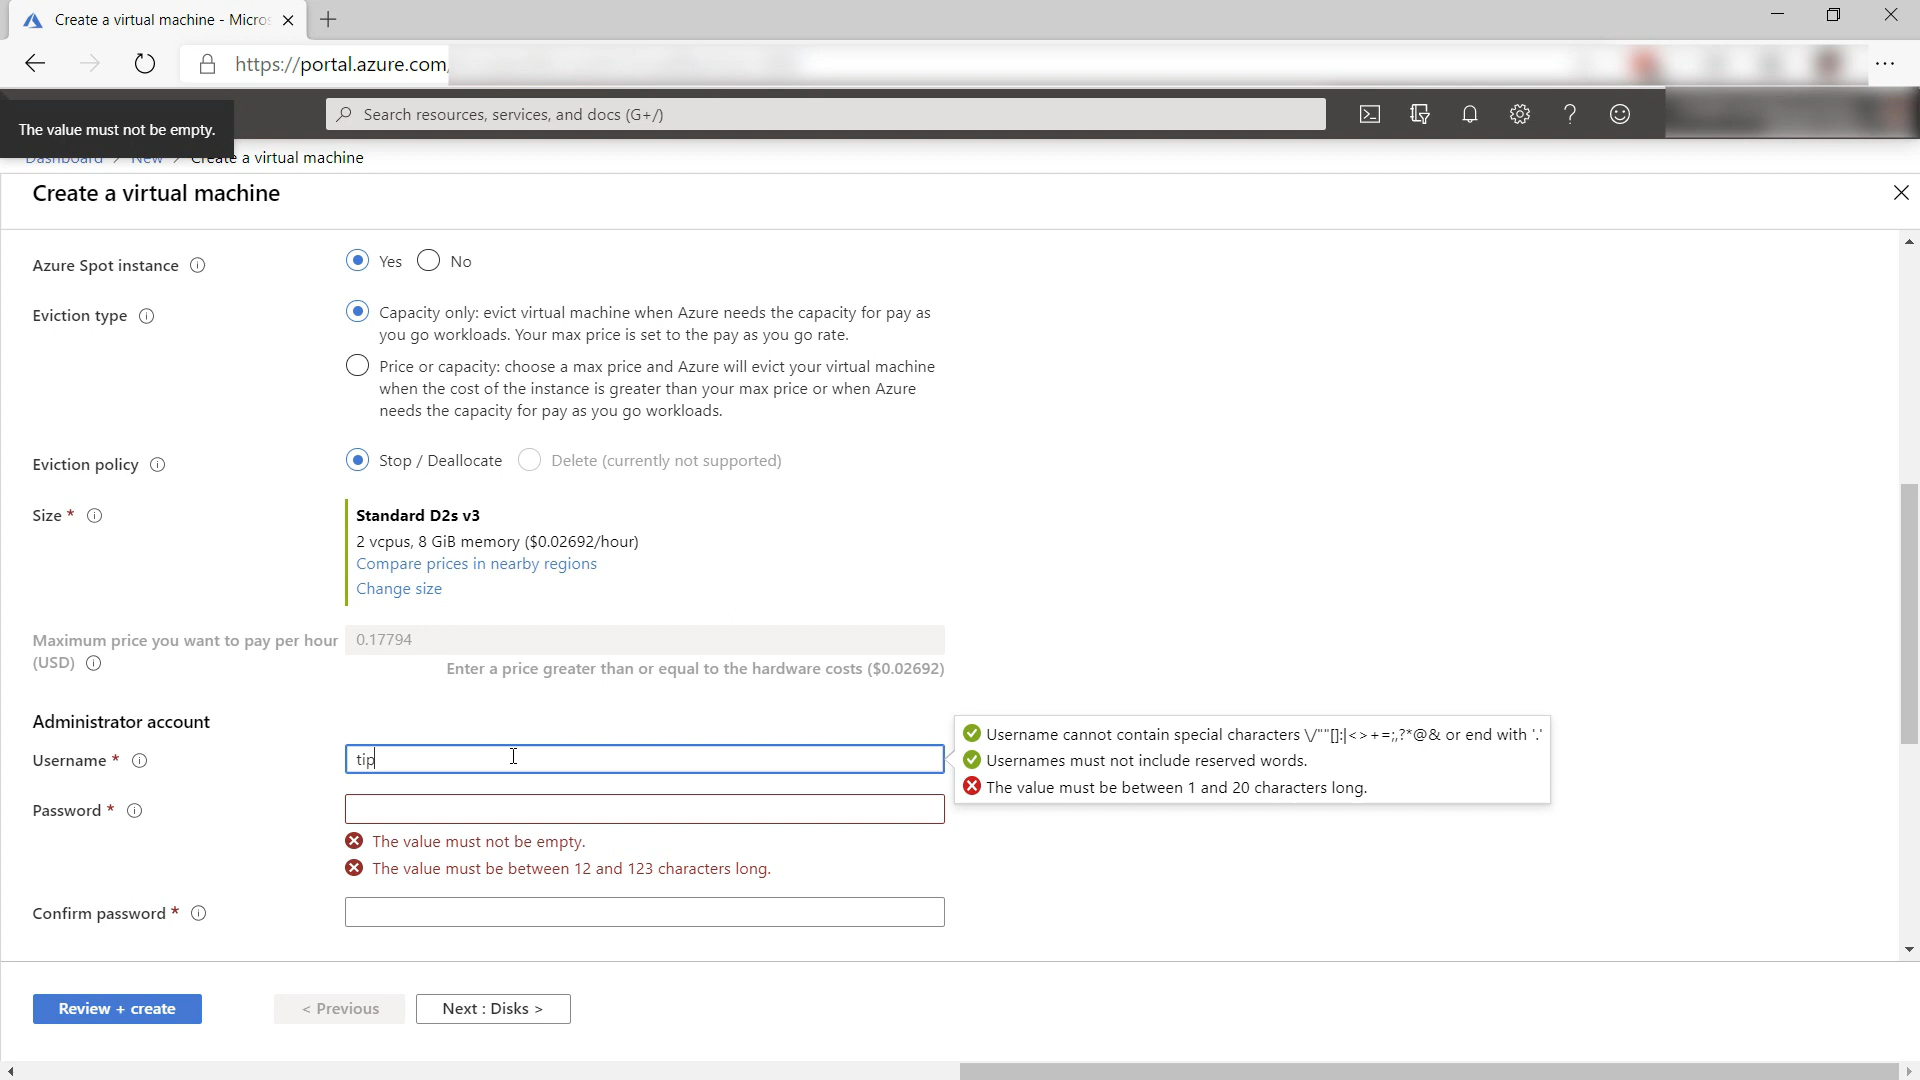 Create a virtual machine - Micros
https://portal.azure.com/
The value must not be empty.
Search resources, services, and docs (G+/)
Dashboard > New > Create a virtual machine
Create a virtual machine
Azure Spot instance
Yes
No
Eviction type
Capacity only: evict virtual machine when Azure needs the capacity for pay as
you go workloads. Your max price is set to the pay as you go rate.
Price or capacity: choose a max price and Azure will evict your virtual machine
when the cost of the instance is greater than your max price or when Azure
needs the capacity for pay as you go workloads.
Eviction policy
Stop / Deallocate
Delete (currently not supported)
Size *
Standard D2s v3
2 vcpus, 8 GiB memory ($0.02692/hour)
Compare prices in nearby regions
Change size
Maximum price you want to pay per hour
(USD)
0.17794
Enter a price greater than or equal to the hardware costs ($0.02692)
Administrator account
Username *
tip
Username cannot contain special characters \/""[]:|<>+=;,?*@& or end with '.'
Usernames must not include reserved words.
The value must be between 1 and 20 characters long.
Password *
The value must not be empty.
The value must be between 12 and 123 characters long.
Confirm password *
Review + create
< Previous
Next : Disks >